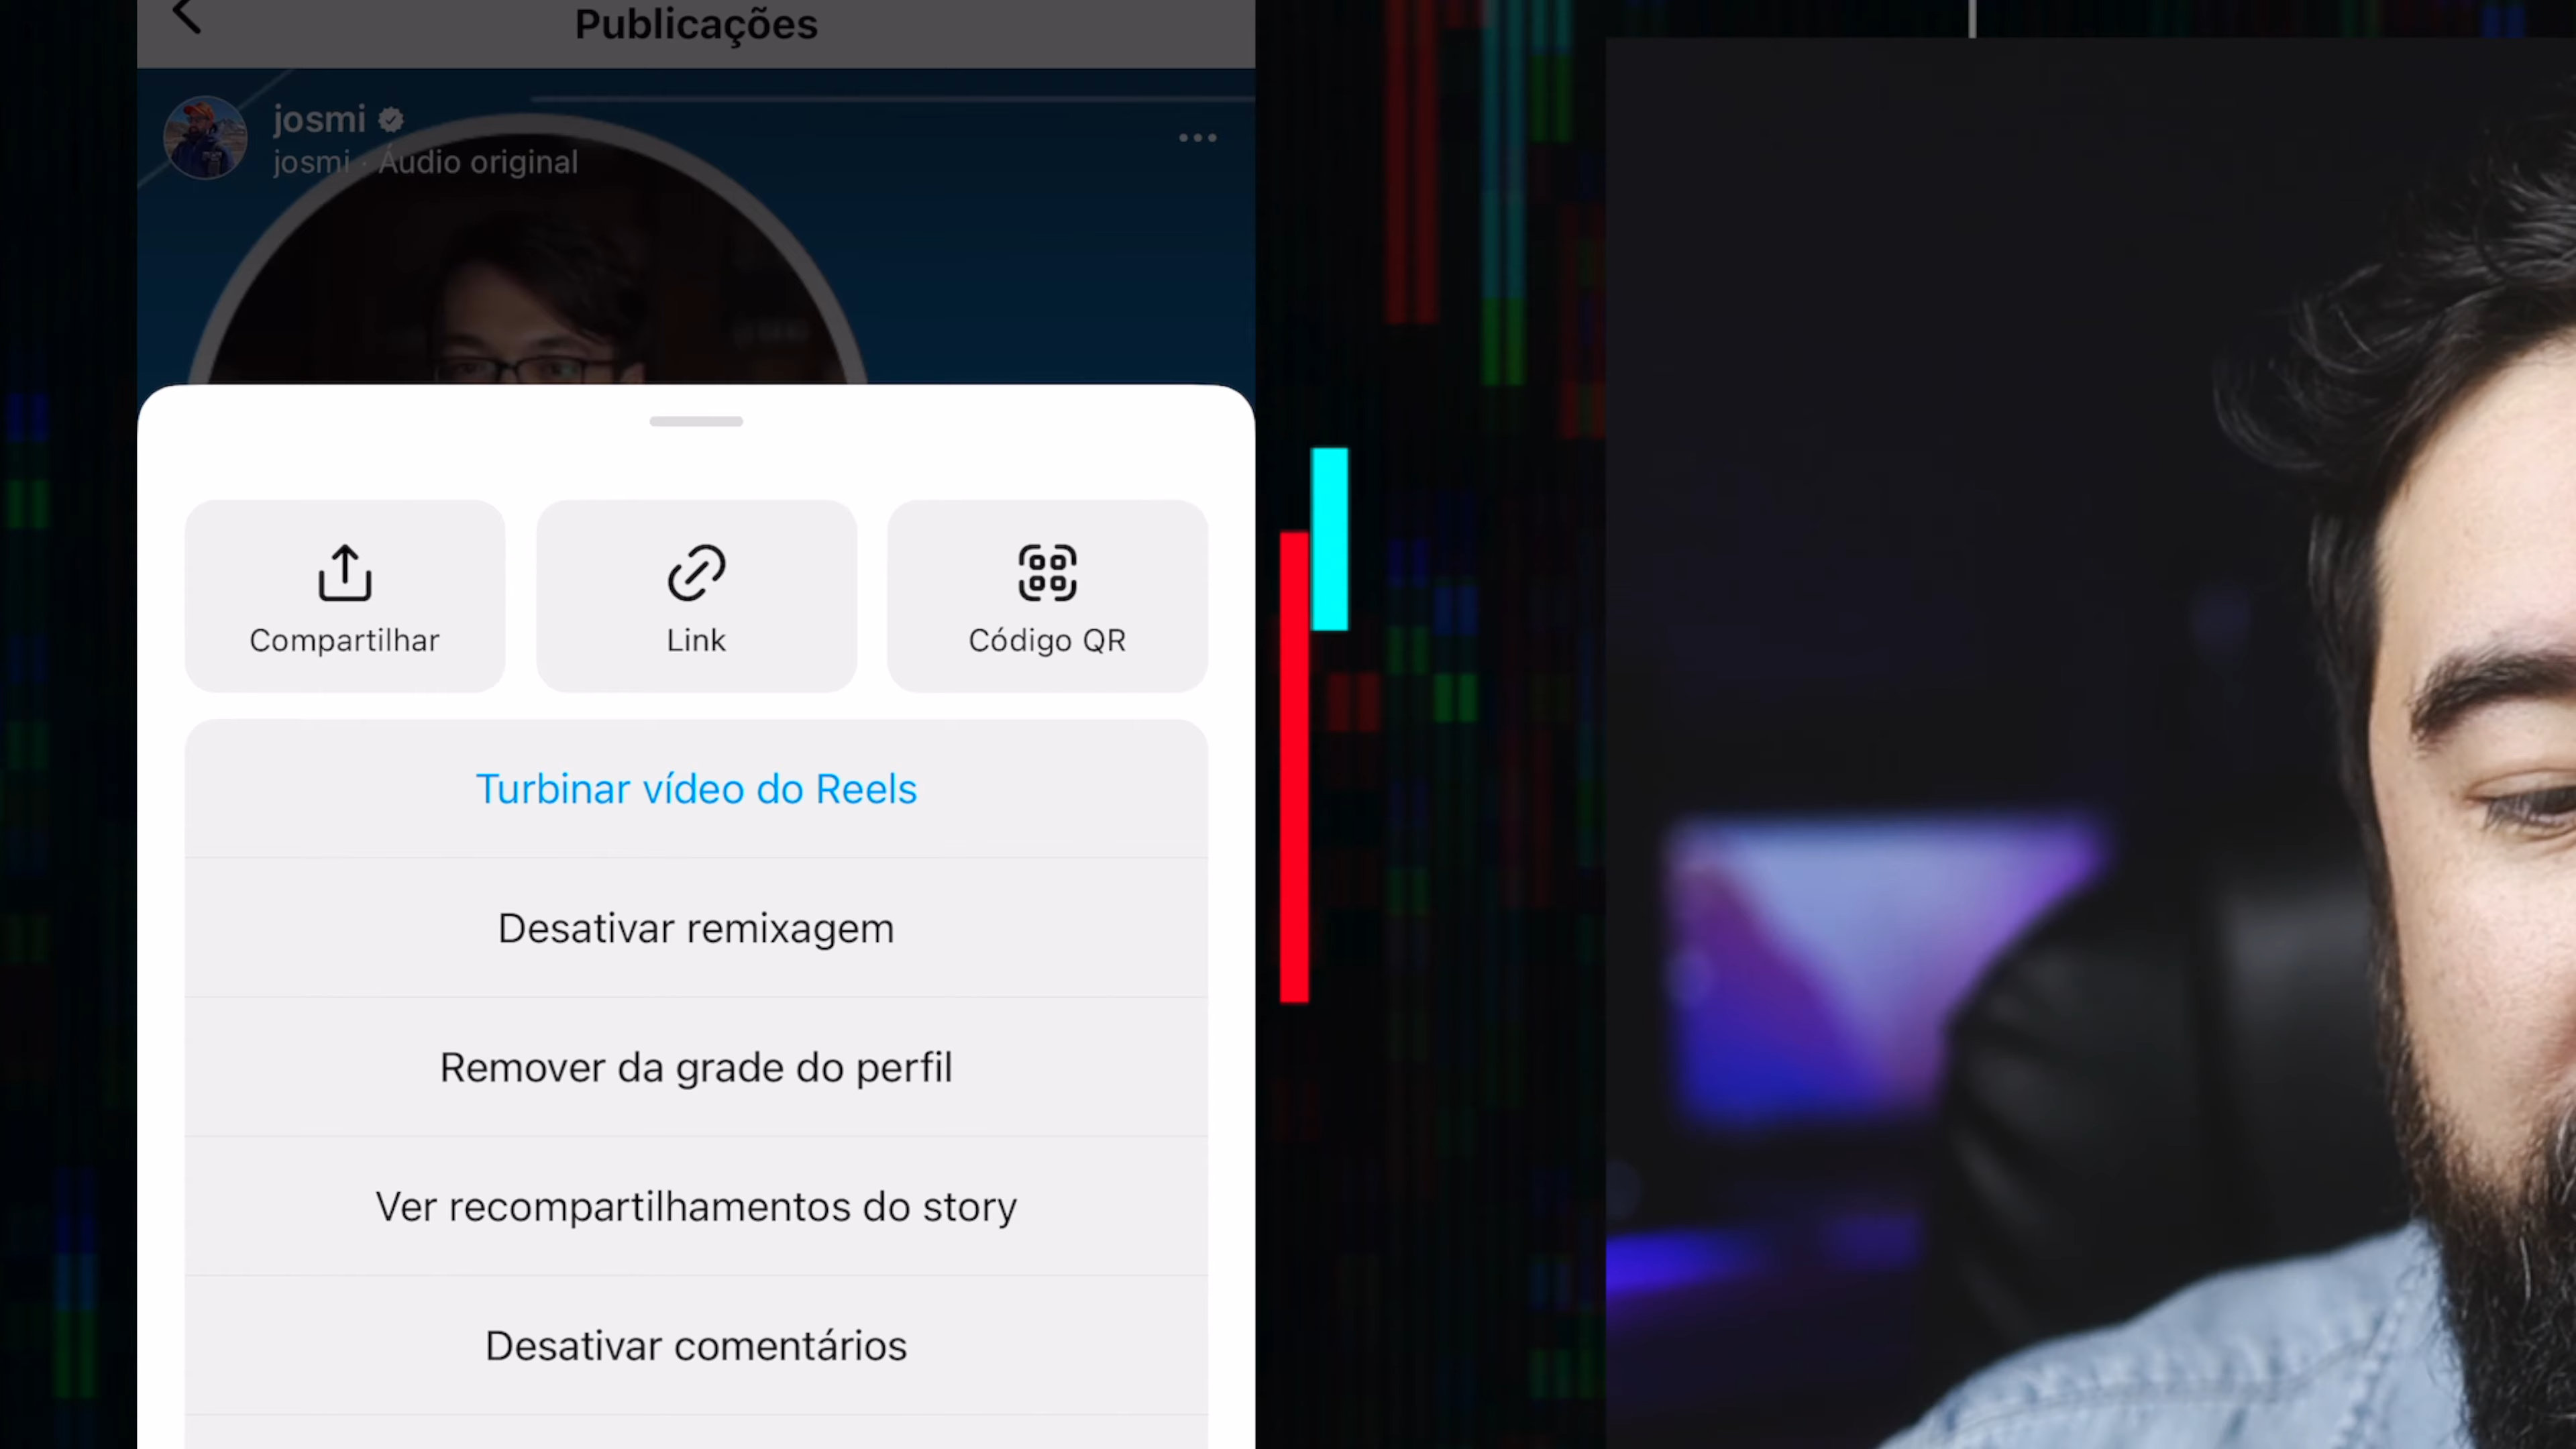 Publicações
josmi
josmi · Áudio original
Compartilhar
Link
Código QR
Turbinar vídeo do Reels
Desativar remixagem
Remover da grade do perfil
Ver recompartilhamentos do story
Desativar comentários